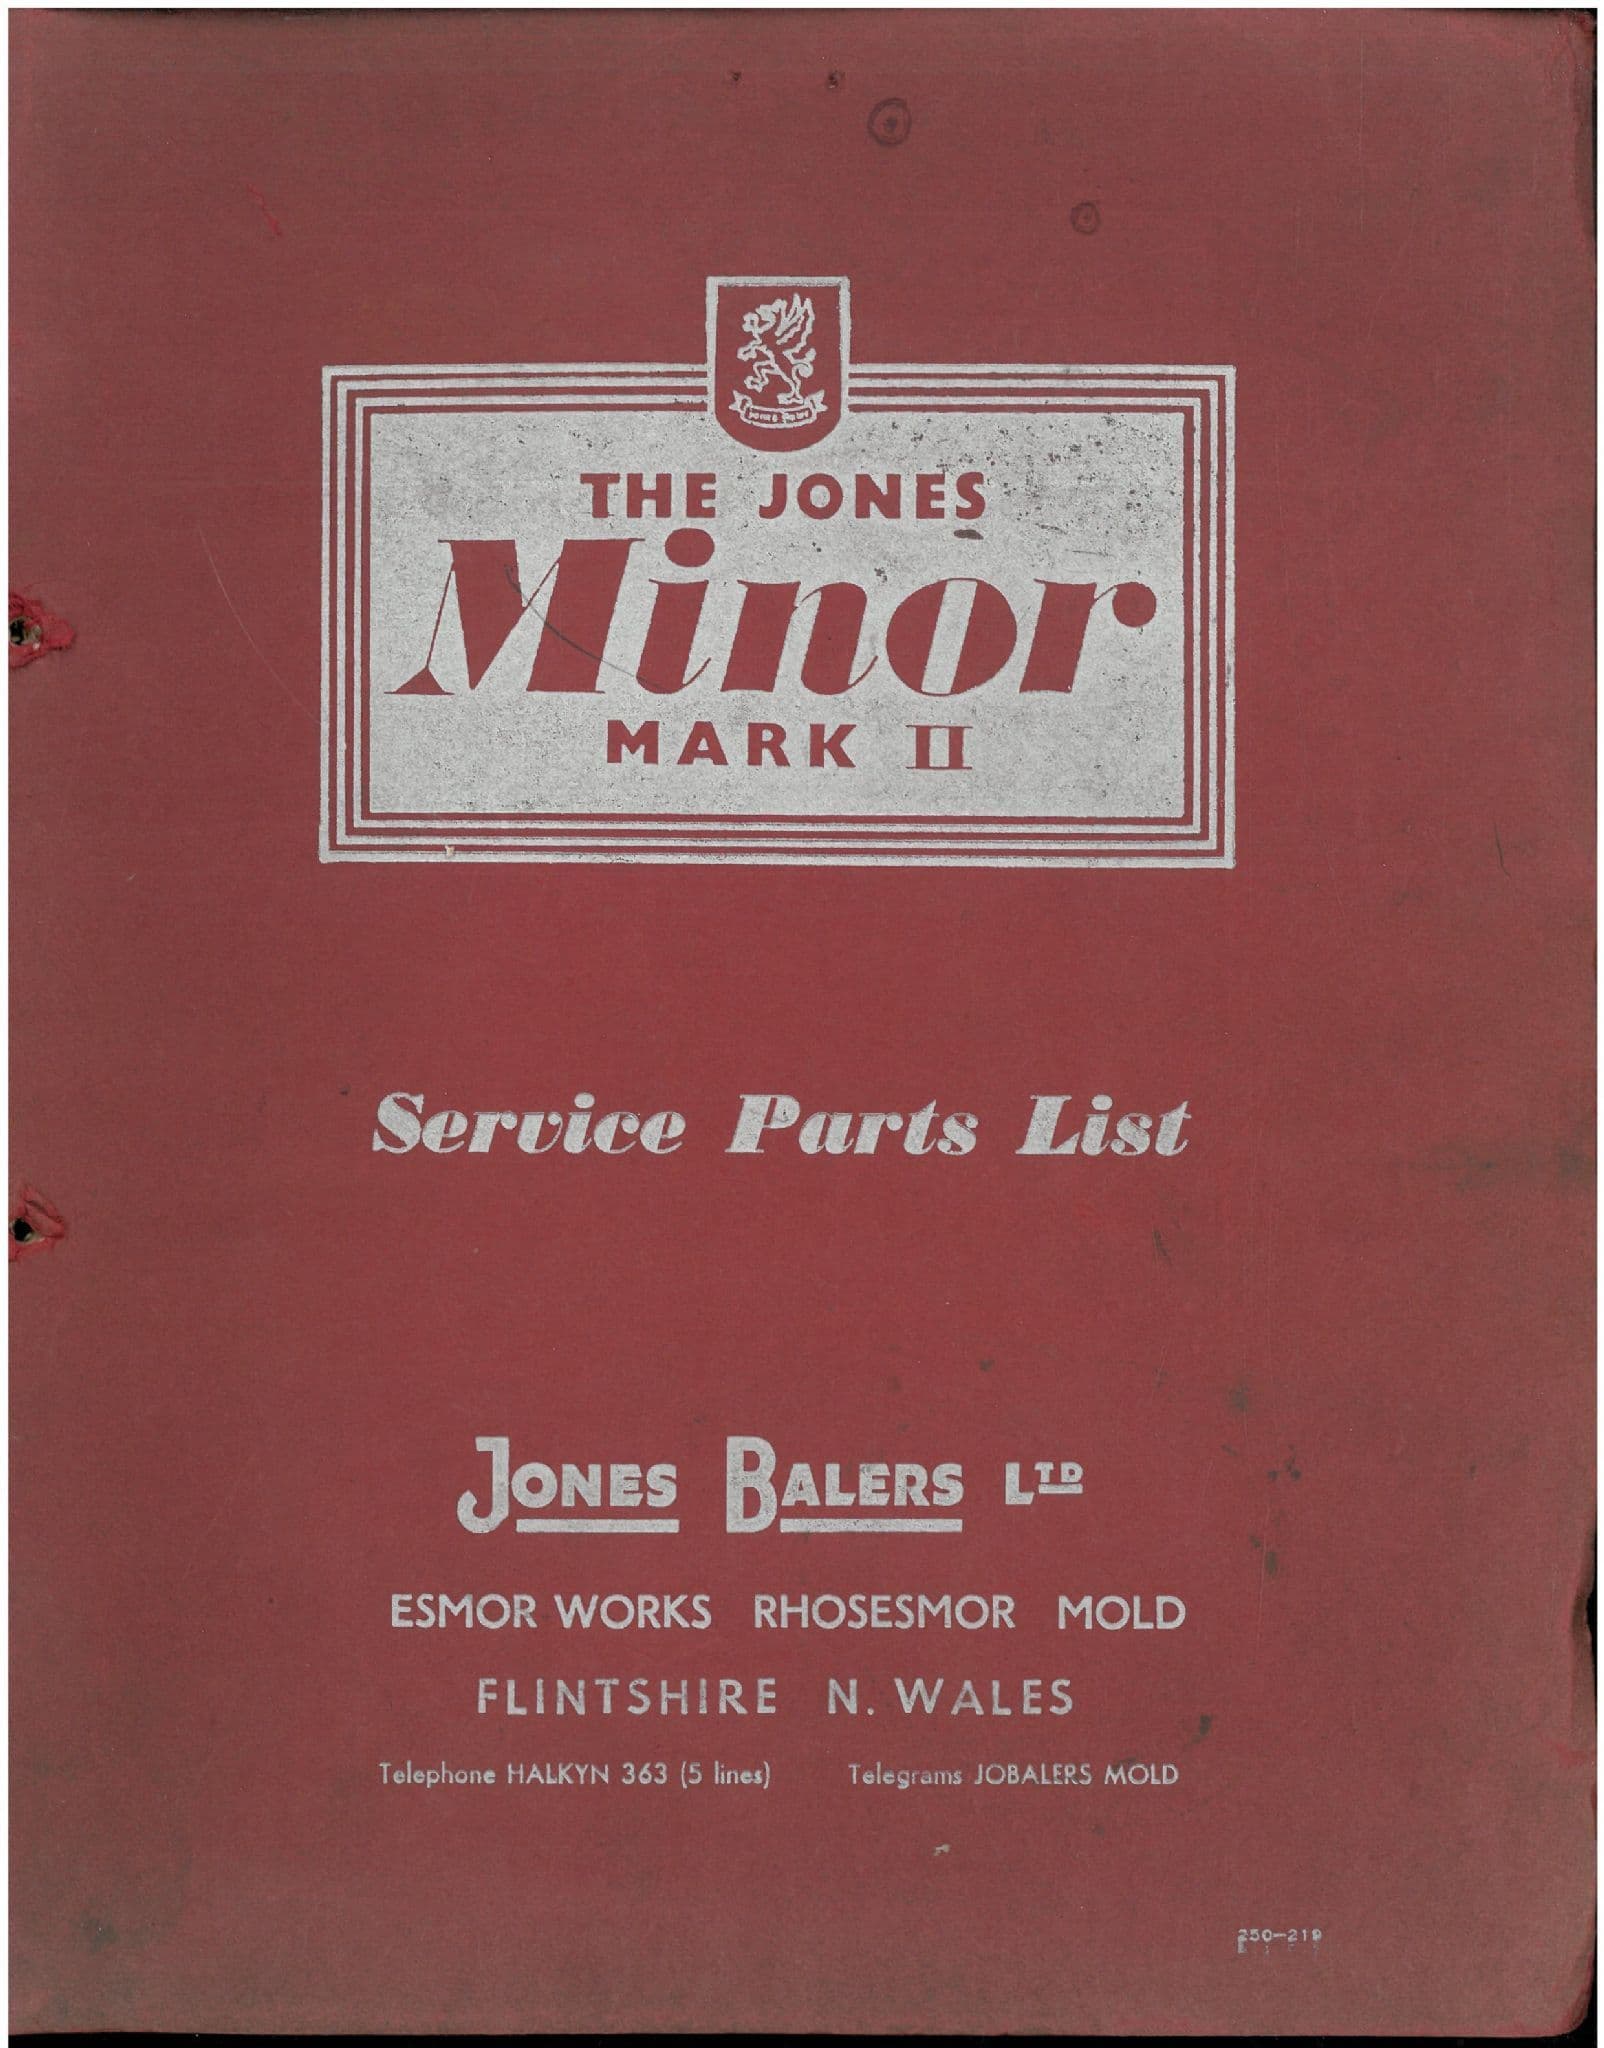 THE JONES
Minor
MARK II
Service Parts List
JONES BALERS LTD
ESMOR WORKS RHOSESMOR MOLD
FLINTSHIRE N. WALES
Telephone HALKYN 363 (5 lines) Telegrams JOBALERS MOLD
250-219